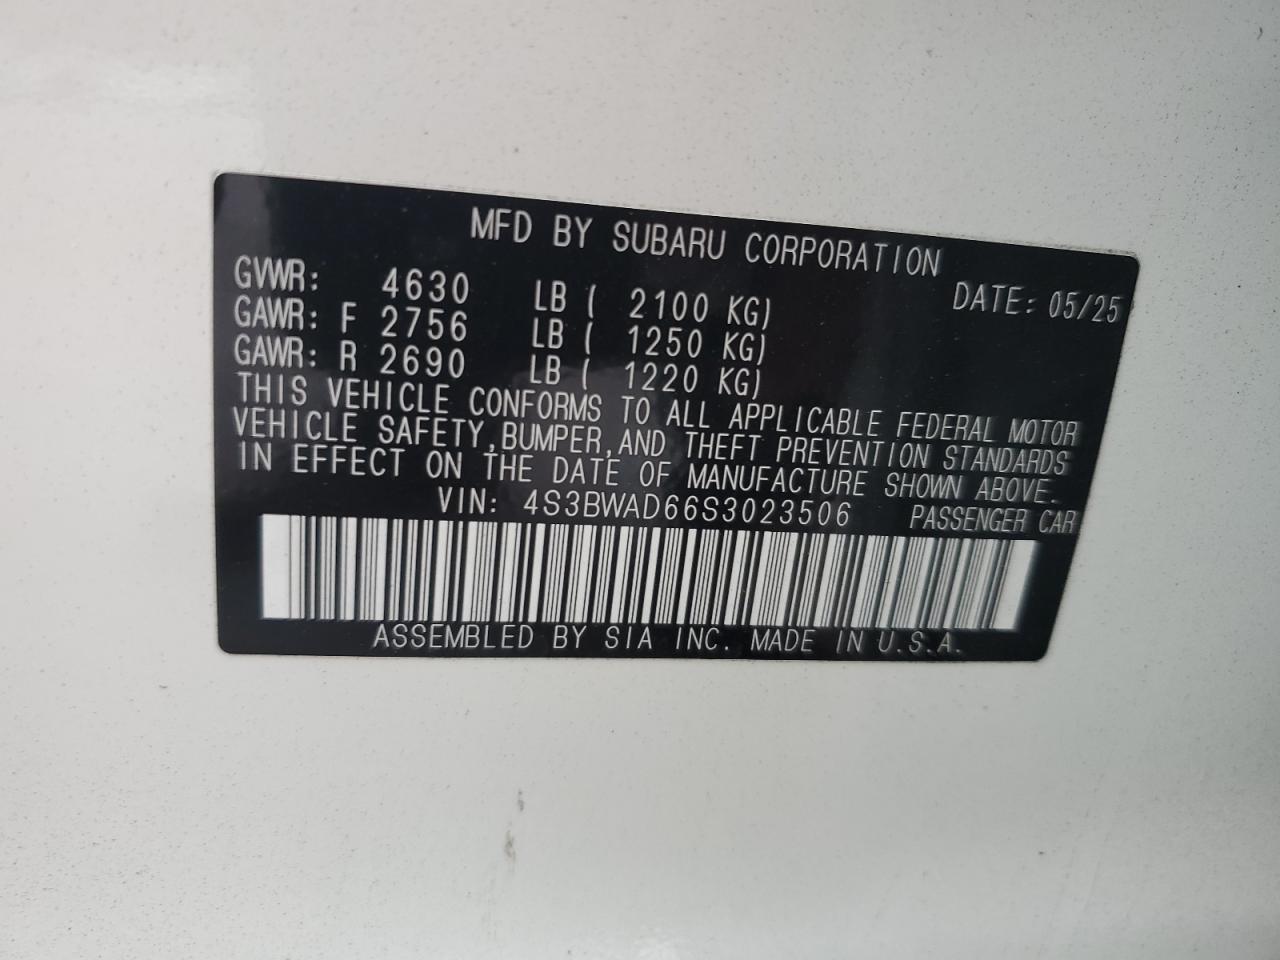 MFD BY SUBARU CORPORATION
GVWR: 4630 LB ( 2100 KG) DATE: 05/25
GAWR: F 2756 LB ( 1250 KG)
GAWR: R 2690 LB ( 1220 KG)
THIS VEHICLE CONFORMS TO ALL APPLICABLE FEDERAL MOTOR
VEHICLE SAFETY, BUMPER, AND THEFT PREVENTION STANDARDS
IN EFFECT ON THE DATE OF MANUFACTURE SHOWN ABOVE.
VIN: 4S3BWAD66S3023506 PASSENGER CAR
ASSEMBLED BY SIA INC. MADE IN U.S.A.